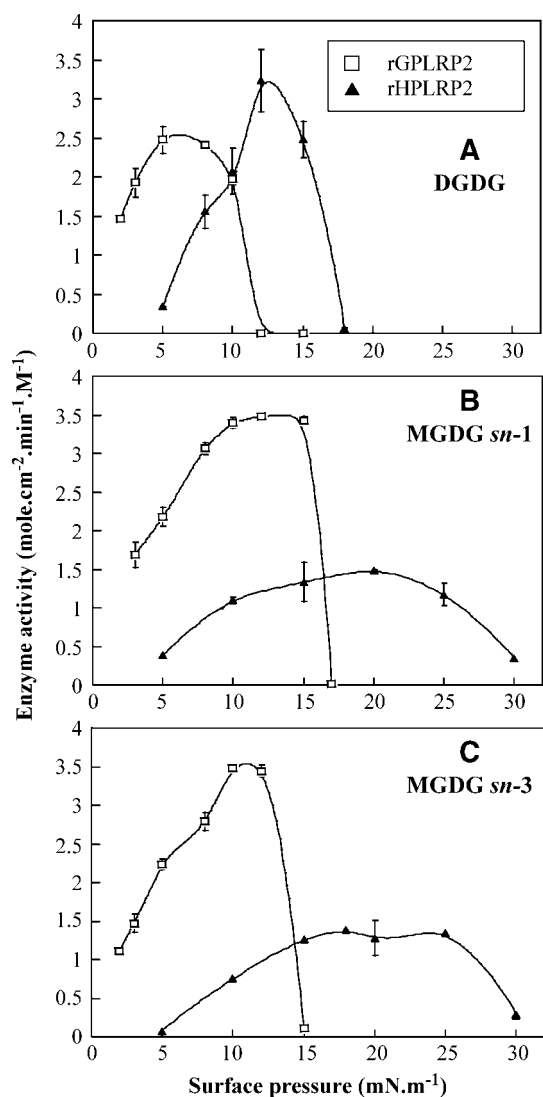 rGPLRP2
rHPLRP2
A
DGDG
4
3.5
3
2.5
2
1.5
1
0.5
0
0 5 10 15 20 25 30
B
MGDG sn-1
4
3.5
3
2.5
2
1.5
1
0.5
0
0 5 10 15 20 25 30
C
MGDG sn-3
4
3.5
3
2.5
2
1.5
1
0.5
0
0 5 10 15 20 25 30
Enzyme activity (mole.cm⁻².min⁻¹.M⁻¹)
Surface pressure (mN.m⁻¹)